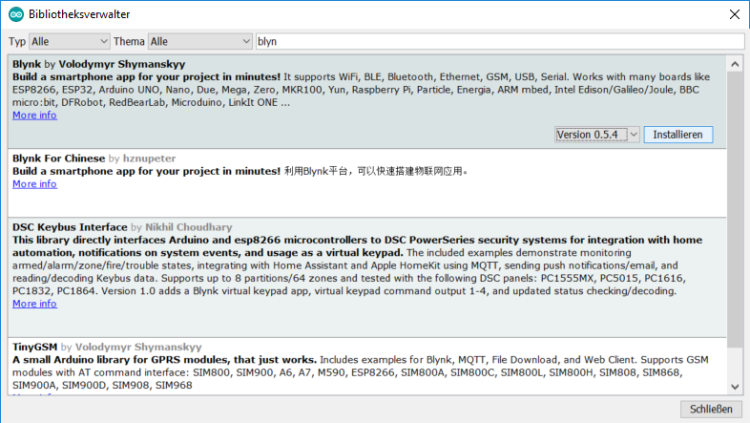 Bibliotheksverwalter
Typ Alle Thema Alle blyn
Blynk by Volodymyr Shymanskyy
Build a smartphone app for your project in minutes! It supports WiFi, BLE, Bluetooth, Ethernet, GSM, USB, Serial. Works with many boards like
ESP8266, ESP32, Arduino UNO, Nano, Due, Mega, Zero, MKR100, Yun, Raspberry Pi, Particle, Energia, ARM mbed, Intel Edison/Galileo/Joule, BBC
micro:bit, DFRobot, RedBearLab, Microduino, LinkIt ONE ...
More info
Version 0.5.4 Installieren
Blynk For Chinese by hznupeter
Build a smartphone app for your project in minutes! 利用Blynk平台，可以快速搭建物联网应用。
More info
DSC Keybus Interface by Nikhil Choudhary
This library directly interfaces Arduino and esp8266 microcontrollers to DSC PowerSeries security systems for integration with home
automation, notifications on system events, and usage as a virtual keypad. The included examples demonstrate monitoring
armed/alarm/zone/fire/trouble states, integrating with Home Assistant and Apple HomeKit using MQTT, sending push notifications/email, and
reading/decoding Keybus data. Supports up to 8 partitions/64 zones and tested with the following DSC panels: PC1555MX, PC5015, PC1616,
PC1832, PC1864. Version 1.0 adds a Blynk virtual keypad app, virtual keypad command output 1-4, and updated status checking/decoding.
More info
TinyGSM by Volodymyr Shymanskyy
A small Arduino library for GPRS modules, that just works. Includes examples for Blynk, MQTT, File Download, and Web Client. Supports GSM
modules with AT command interface: SIM800, SIM900, A6, A7, M590, ESP8266, SIM800A, SIM800C, SIM800L, SIM800H, SIM808, SIM868,
SIM900A, SIM900D, SIM908, SIM968
Schließen